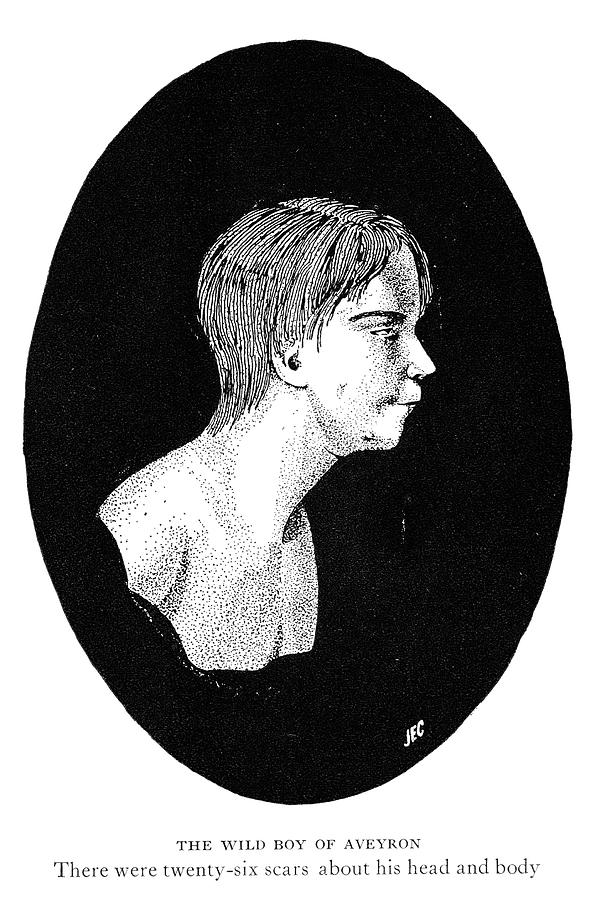 JEC
THE WILD BOY OF AVEYRON
There were twenty-six scars about his head and body